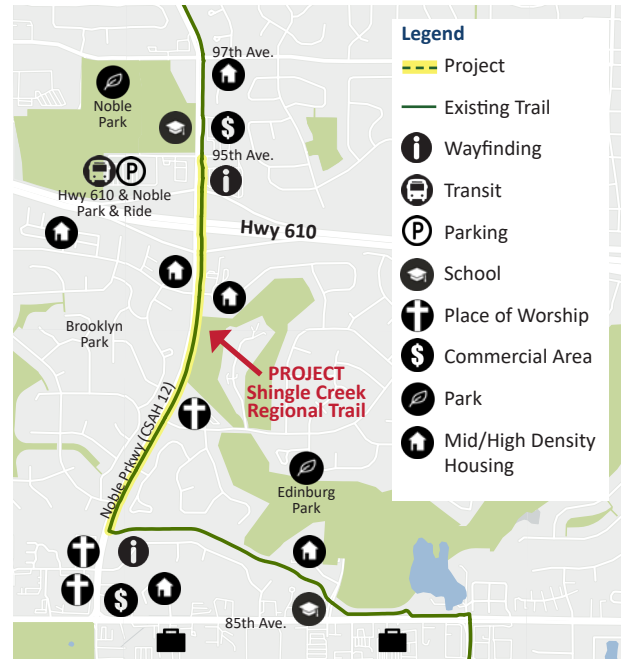 97th Ave.
Noble
Park
95th Ave.
P
Hwy 610 & Noble
Park & Ride
Hwy 610
Brooklyn
Park
PROJECT
Shingle Creek
Regional Trail
Noble Prkwy (CSAH 12)
Edinburg
Park
$
i
i
$
85th Ave.
Legend
Project
Existing Trail
i
Wayfinding
Transit
P
Parking
School
Place of Worship
$
Commercial Area
Park
Mid/High Density
Housing